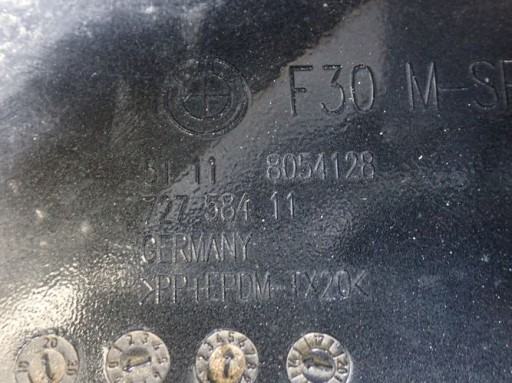 F30 M-SP
51.11 8054128
727 584 11
GERMANY
>PP+EPDM-TX20<